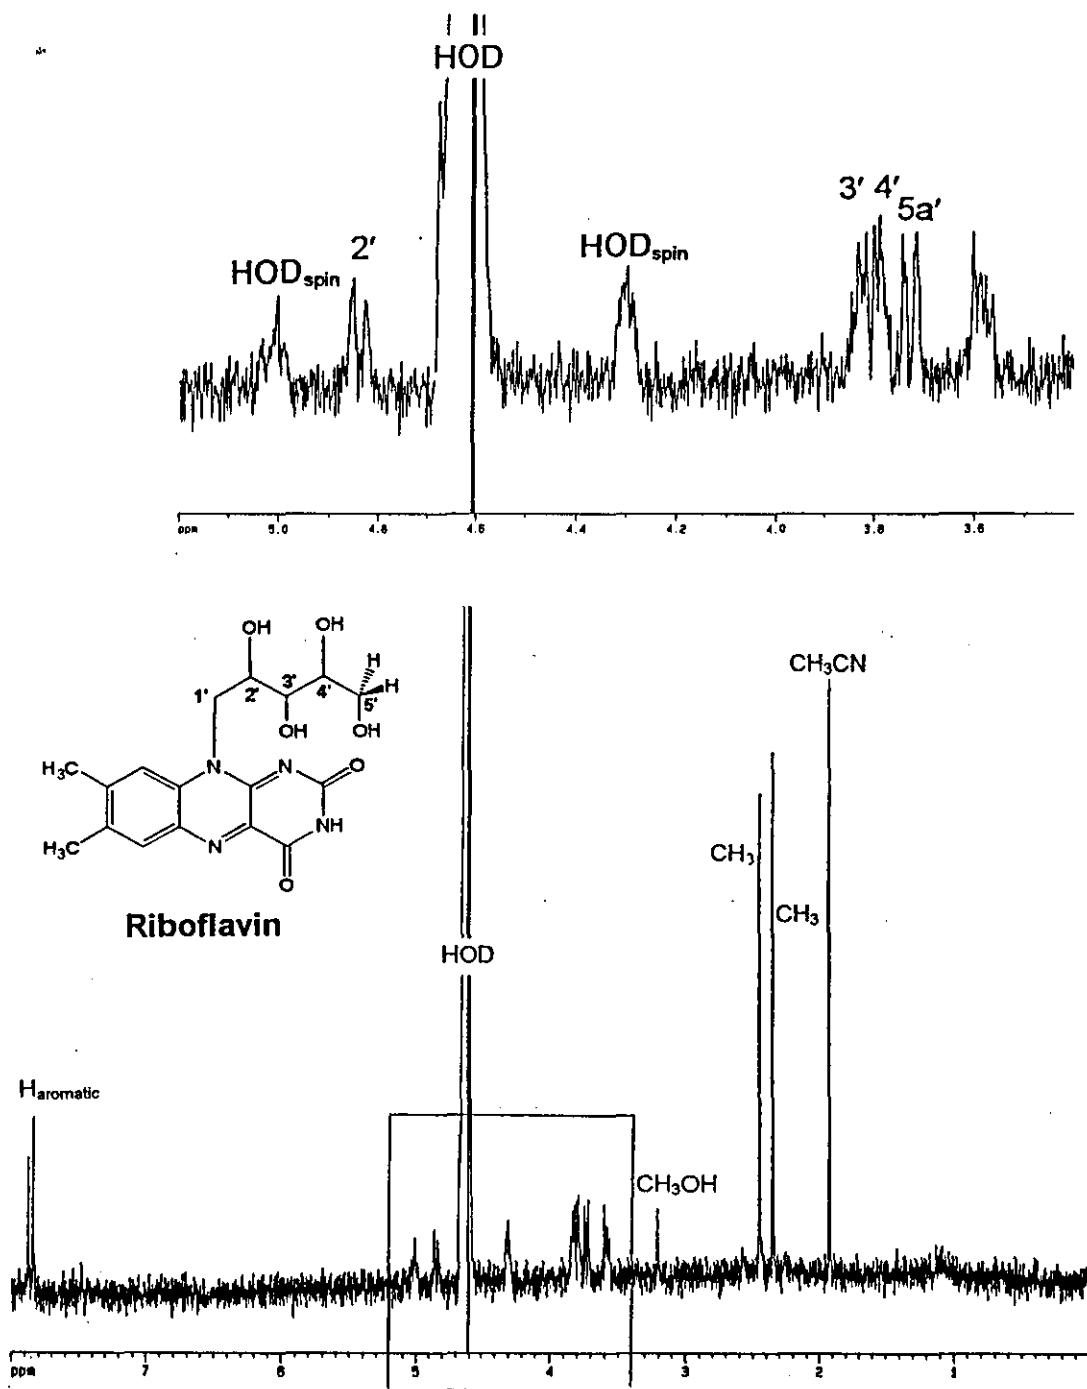 HOD
3' 4'
5a'
2'
HODspin
HODspin
ppm 5.0 4.8 4.6 4.4 4.2 4.0 3.8 3.6
OH OH
H
H
1' 2' 3' 4' 5'
OH OH
H₃C N N O
H₃C N NH
O
Riboflavin
CH₃CN
CH₃
CH₃
HOD
Haromatic
CH₃OH
ppm 7 6 5 4 3 2 1